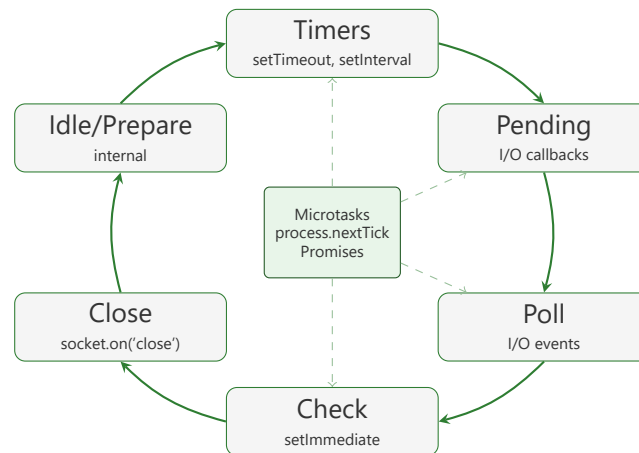 Timers
setTimeout, setInterval
Idle/Prepare
internal
Pending
I/O callbacks
Microtasks
process.nextTick
Promises
Close
socket.on(’close’)
Poll
I/O events
Check
setImmediate